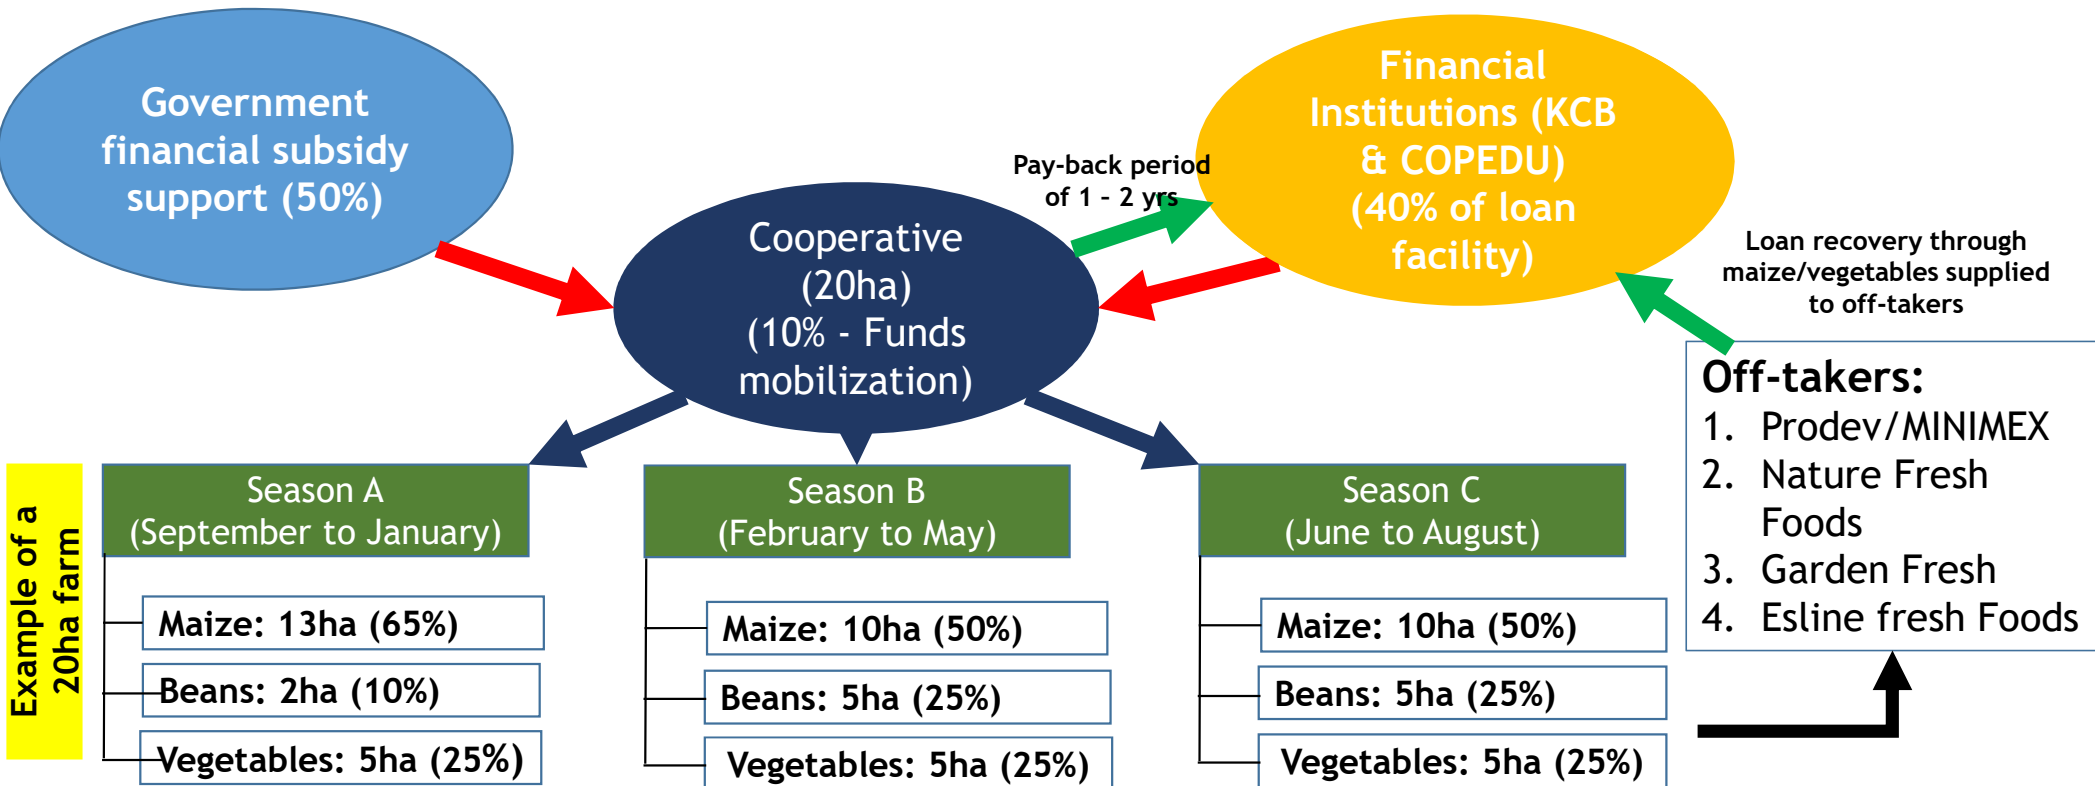 Government
financial subsidy
support (50%)
Financial
Institutions (KCB
& COPEDU)
(40% of loan
facility)
Pay-back period
of 1 – 2 yrs
Cooperative
(20ha)
(10% - Funds
mobilization)
Loan recovery through
maize/vegetables supplied
to off-takers
Off-takers:
1. Prodev/MINIMEX
2. Nature Fresh
Foods
3. Garden Fresh
4. Esline fresh Foods
Example of a
20ha farm
Season A
(September to January)
Maize: 13ha (65%)
Beans: 2ha (10%)
Vegetables: 5ha (25%)
Season B
(February to May)
Maize: 10ha (50%)
Beans: 5ha (25%)
Vegetables: 5ha (25%)
Season C
(June to August)
Maize: 10ha (50%)
Beans: 5ha (25%)
Vegetables: 5ha (25%)